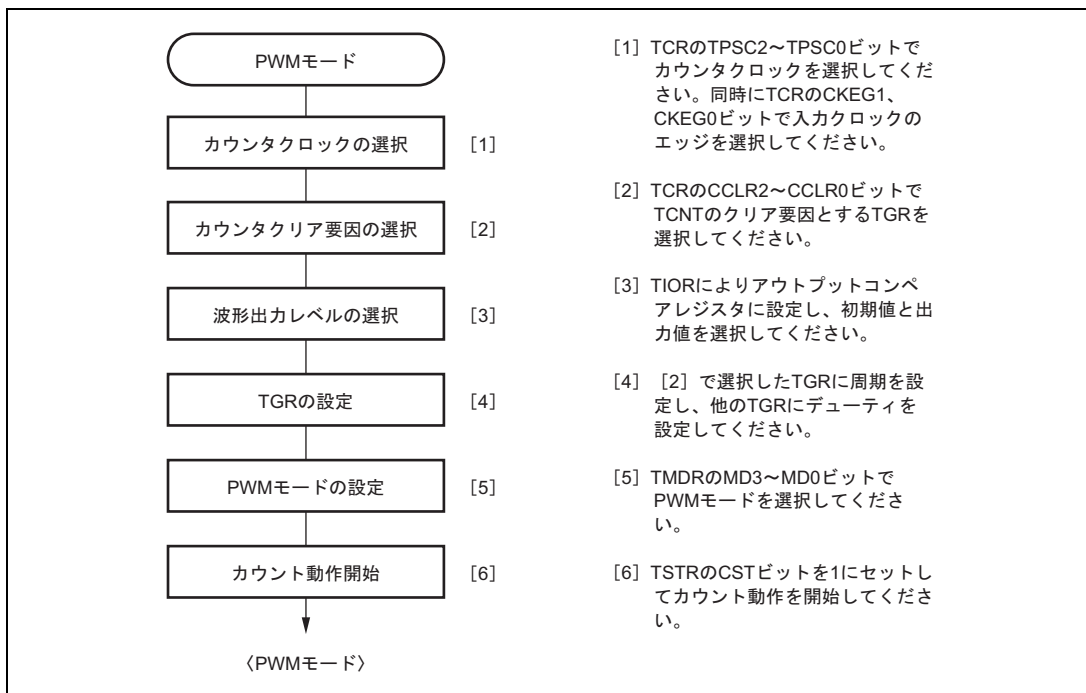 PWMモード
カウンタクロックの選択 [1]
カウンタクリア要因の選択 [2]
波形出力レベルの選択 [3]
TGRの設定 [4]
PWMモードの設定 [5]
カウント動作開始 [6]
〈PWMモード〉
[1] TCRのTPSC2～TPSC0ビットで
カウンタクロックを選択してくだ
さい。同時にTCRのCKEG1、
CKEG0ビットで入力クロックの
エッジを選択してください。
[2] TCRのCCLR2～CCLR0ビットで
TCNTのクリア要因とするTGRを
選択してください。
[3] TIORによりアウトプットコンペ
アレジスタに設定し、初期値と出
力値を選択してください。
[4] [2]で選択したTGRに周期を設
定し、他のTGRにデューティを
設定してください。
[5] TMDRのMD3～MD0ビットで
PWMモードを選択してくださ
い。
[6] TSTRのCSTビットを1にセットし
てカウント動作を開始してくださ
い。